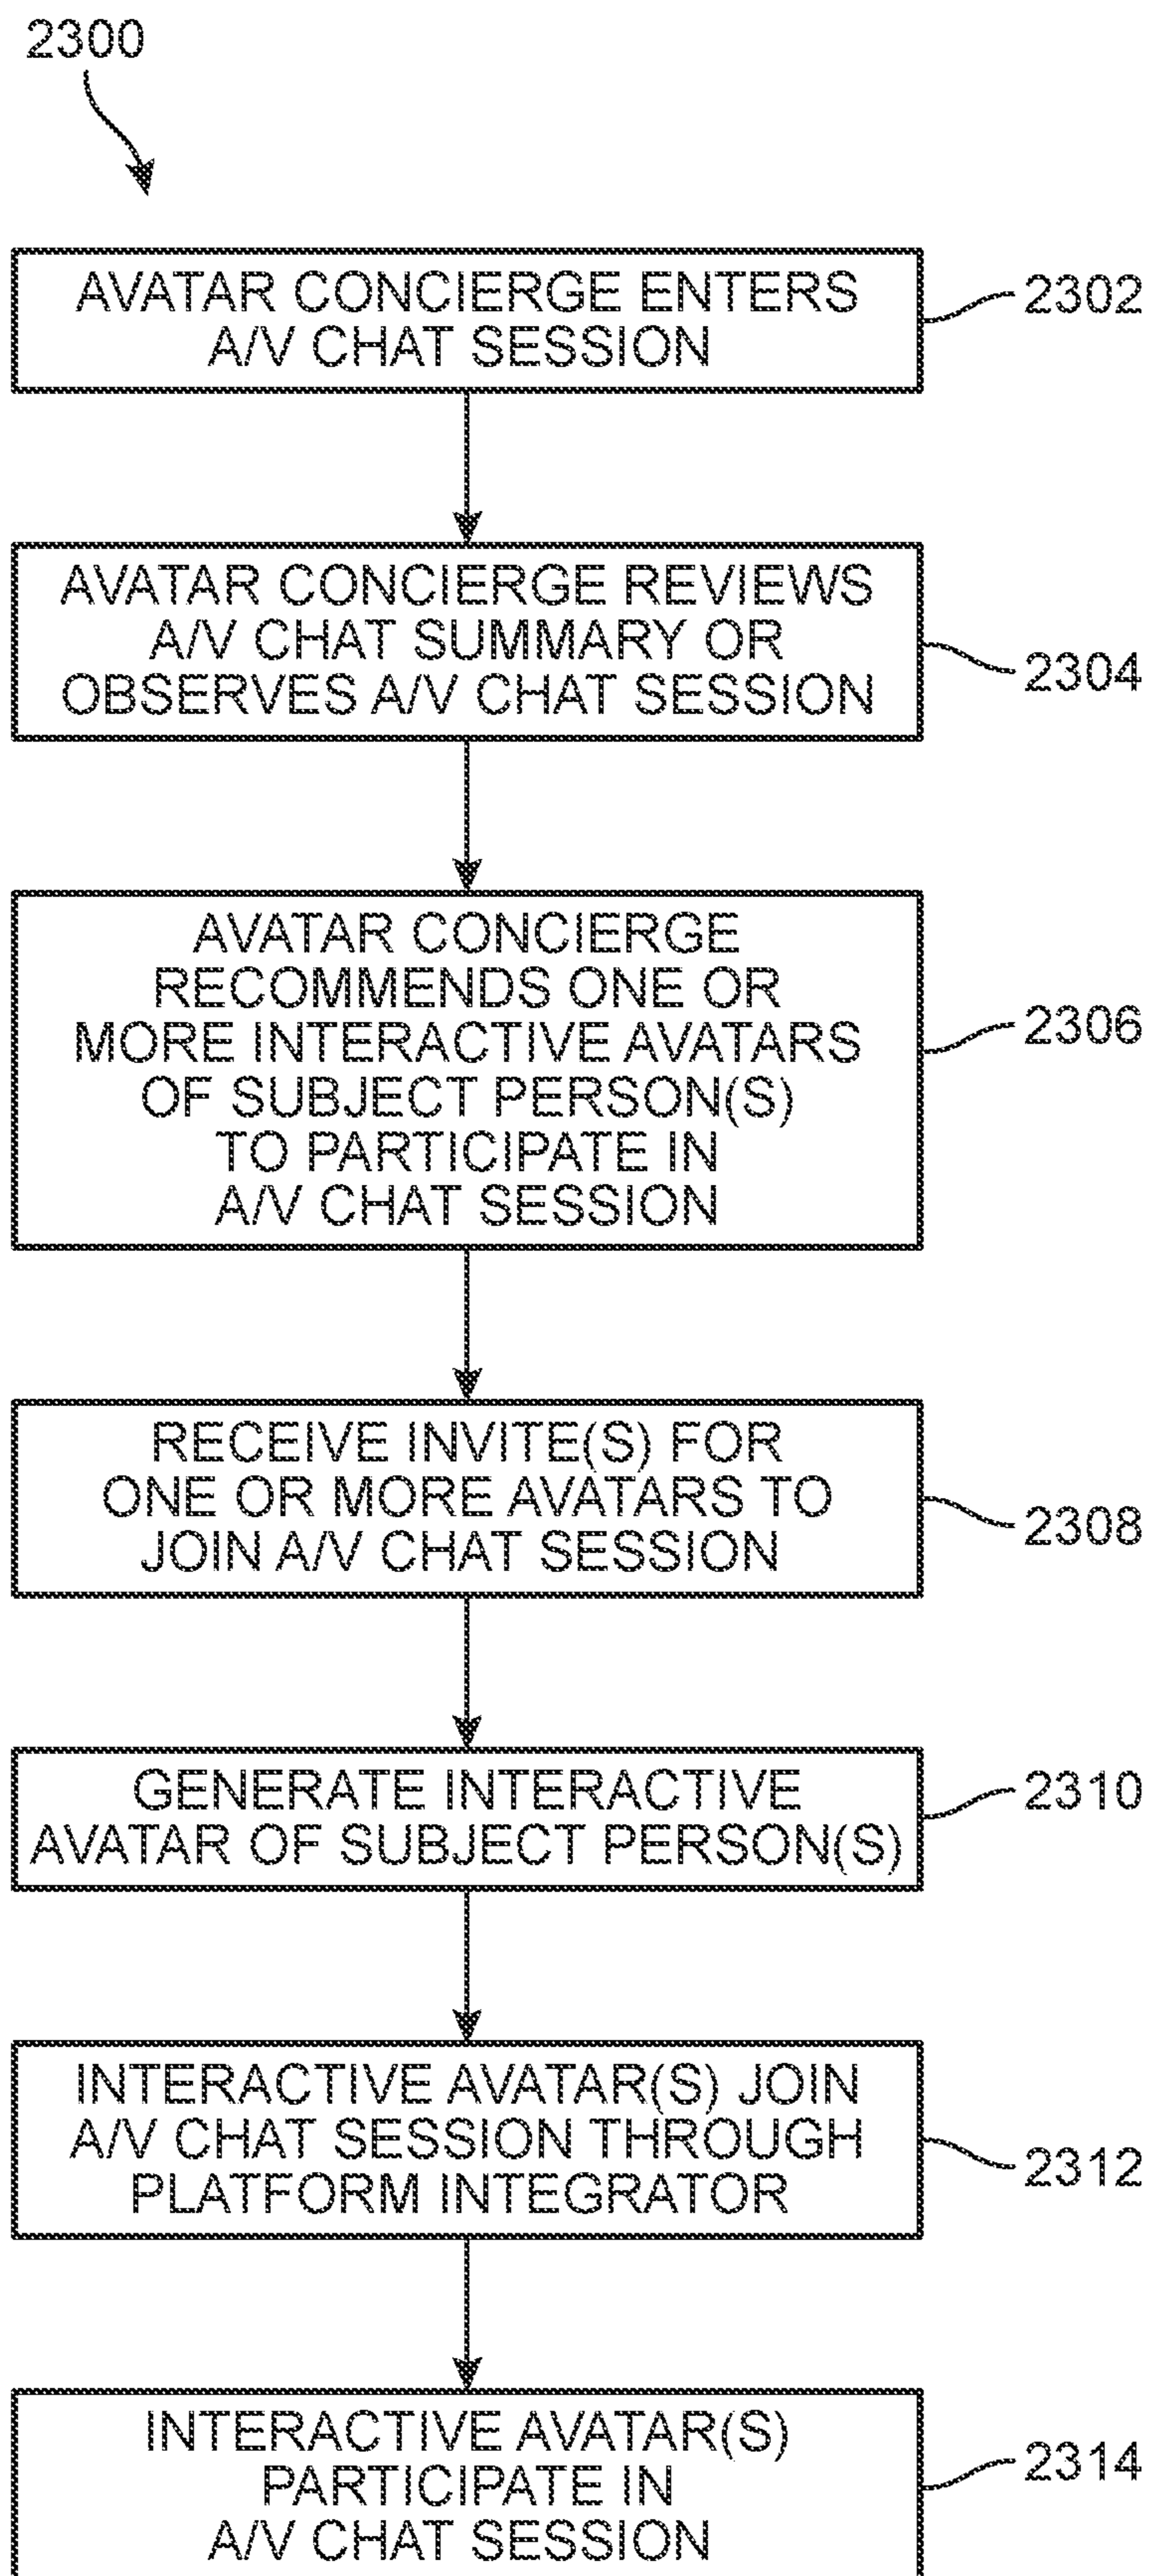 2300
AVATAR CONCIERGE ENTERS
A/V CHAT SESSION
2302
AVATAR CONCIERGE REVIEWS
A/V CHAT SUMMARY OR
OBSERVES A/V CHAT SESSION
2304
AVATAR CONCIERGE
RECOMMENDS ONE OR
MORE INTERACTIVE AVATARS
OF SUBJECT PERSON(S)
TO PARTICIPATE IN
A/V CHAT SESSION
2306
RECEIVE INVITE(S) FOR
ONE OR MORE AVATARS TO
JOIN A/V CHAT SESSION
2308
GENERATE INTERACTIVE
AVATAR OF SUBJECT PERSON(S)
2310
INTERACTIVE AVATAR(S) JOIN
A/V CHAT SESSION THROUGH
PLATFORM INTEGRATOR
2312
INTERACTIVE AVATAR(S)
PARTICIPATE IN
A/V CHAT SESSION
2314